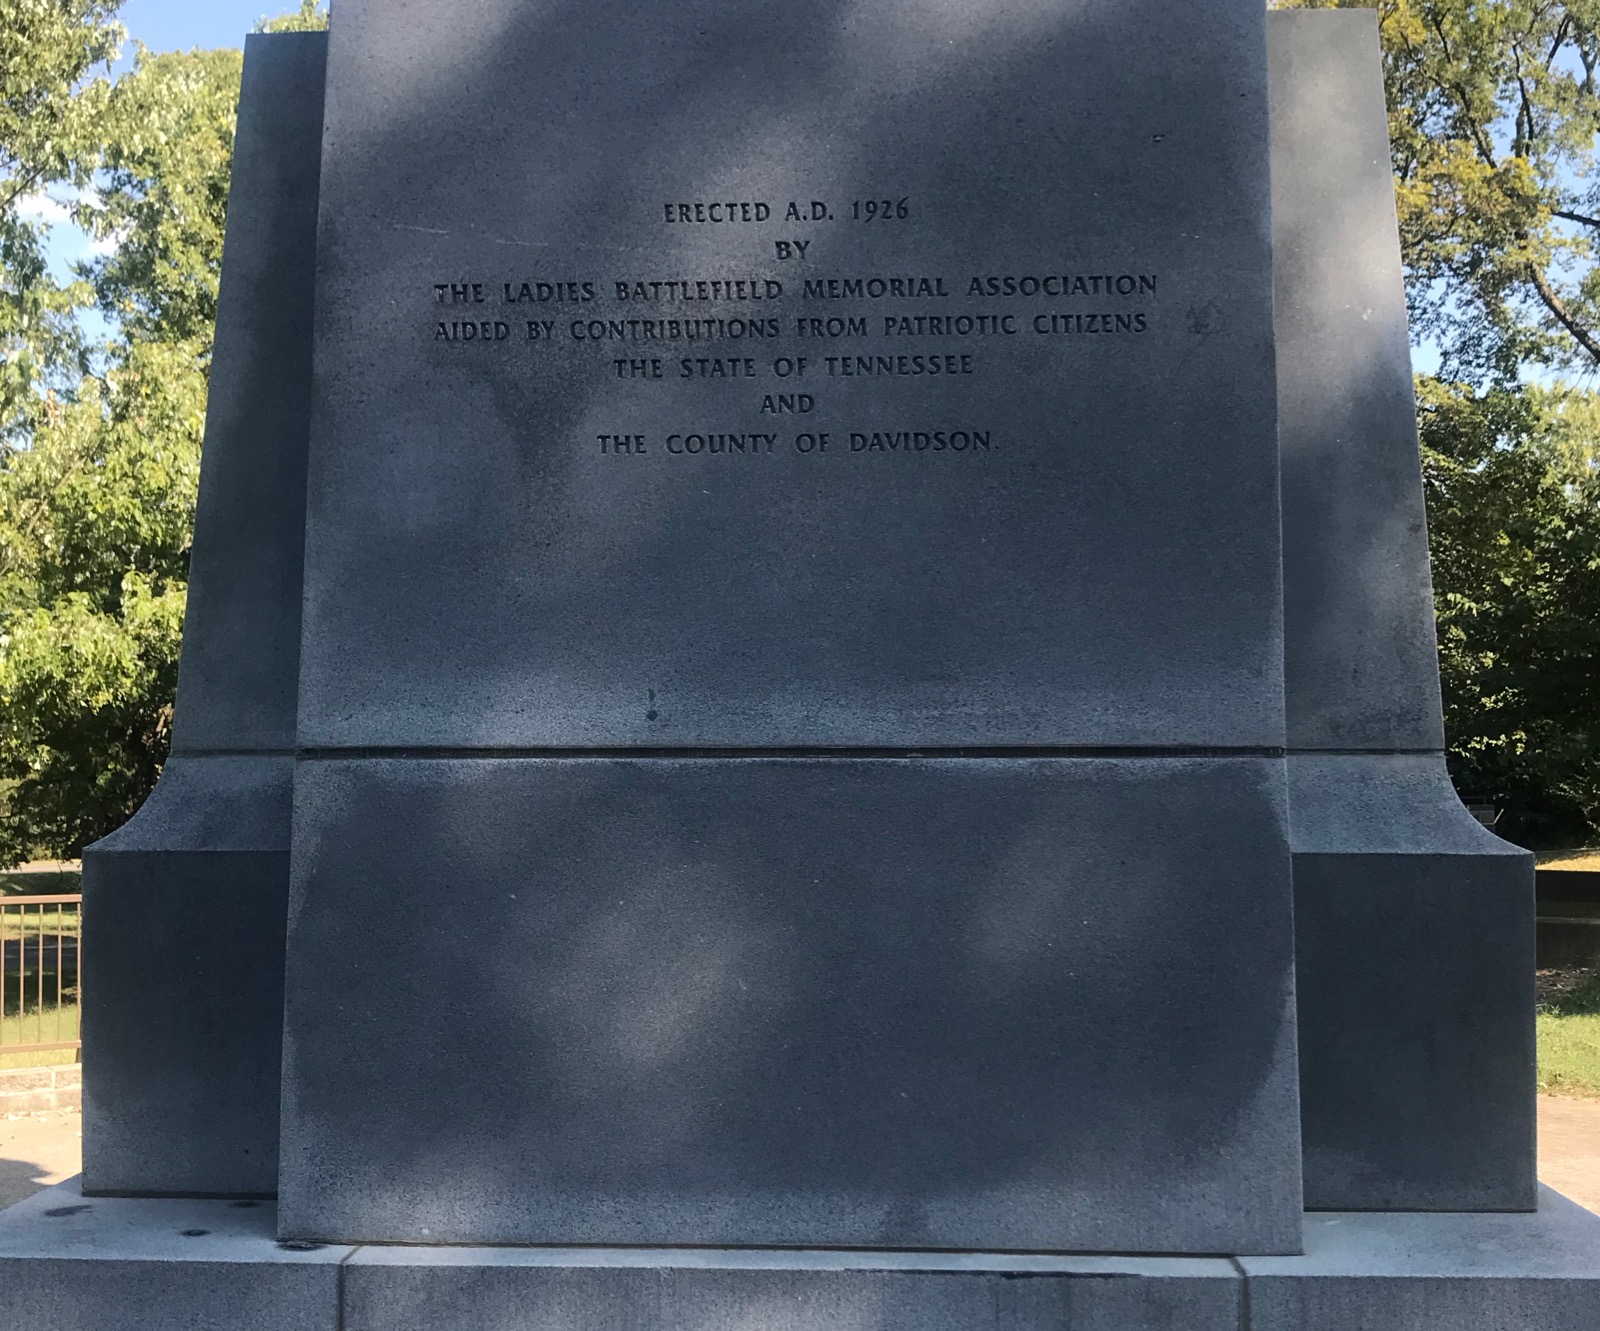 ERECTED A.D. 1926
BY
THE LADIES BATTLEFIELD MEMORIAL ASSOCIATION
AIDED BY CONTRIBUTIONS FROM PATRIOTIC CITIZENS
THE STATE OF TENNESSEE
AND
THE COUNTY OF DAVIDSON.